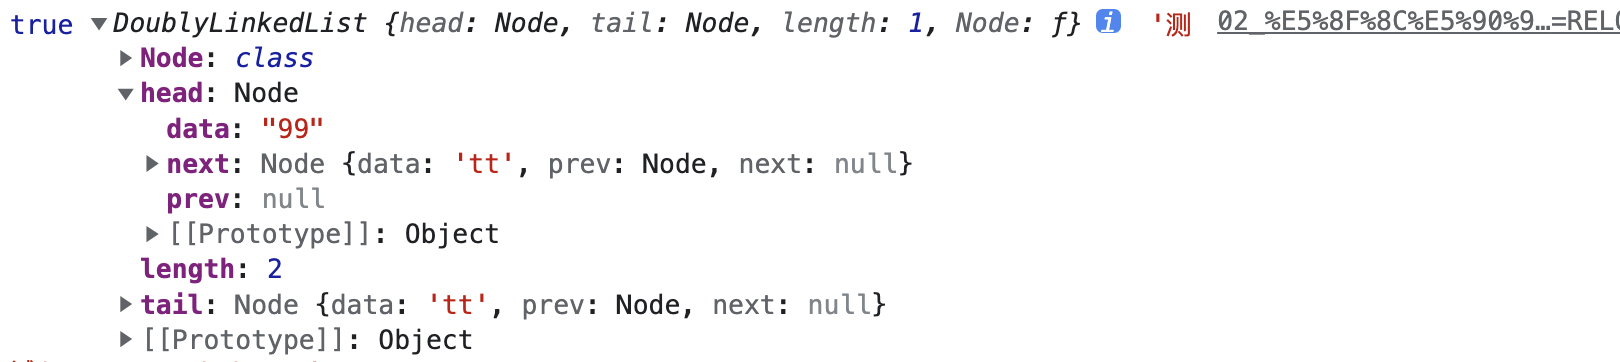 true ▼DoublyLinkedList {head: Node, tail: Node, length: 1, Node: ƒ} i '测 02_%E5%8F%8C%E5%90%9…=REL
▶Node: class
▼head: Node
data: "99"
▶next: Node {data: 'tt', prev: Node, next: null}
prev: null
▶[[Prototype]]: Object
length: 2
▶tail: Node {data: 'tt', prev: Node, next: null}
▶[[Prototype]]: Object